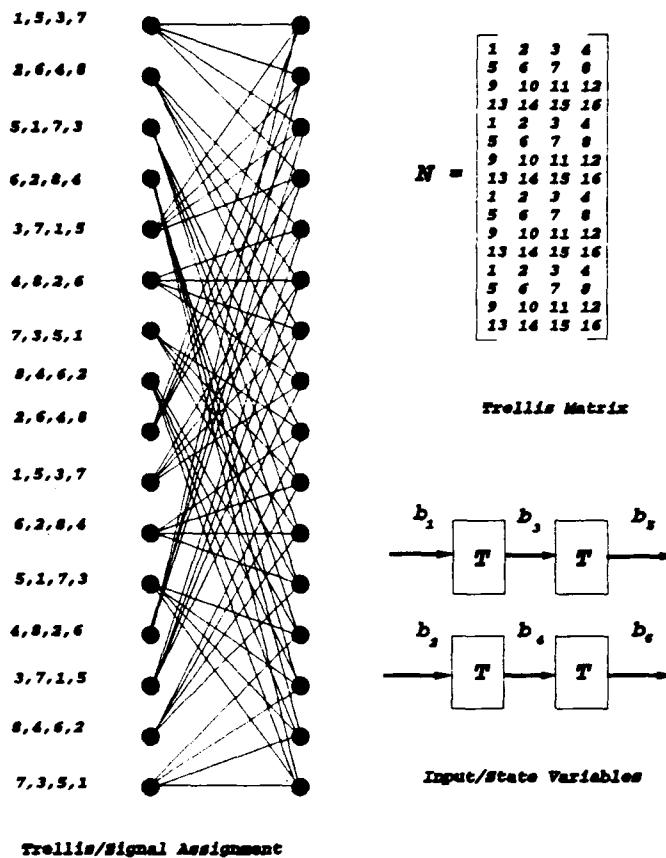 1,5,3,7
2,6,4,8
5,1,7,3
6,2,8,4
3,7,1,5
4,8,2,6
7,3,5,1
8,4,6,2
2,6,4,8
1,5,3,7
6,2,8,4
5,1,7,3
4,8,2,6
3,7,1,5
8,4,6,2
7,3,5,1
Trellis/Signal Assignment
N =
1 2 3 4
5 6 7 8
9 10 11 12
13 14 15 16
1 2 3 4
5 6 7 8
9 10 11 12
13 14 15 16
1 2 3 4
5 6 7 8
9 10 11 12
13 14 15 16
1 2 3 4
5 6 7 8
9 10 11 12
13 14 15 16
Trellis Matrix
b1 T b3 T b5
b2 T b4 T b6
Input/State Variables